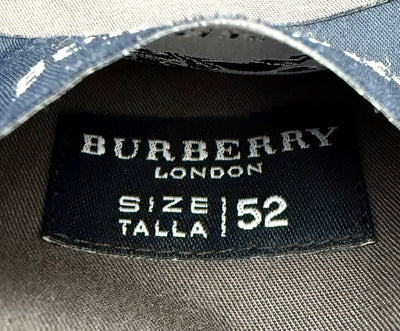 BURBERRY
LONDON
SIZE
TALLA | 52